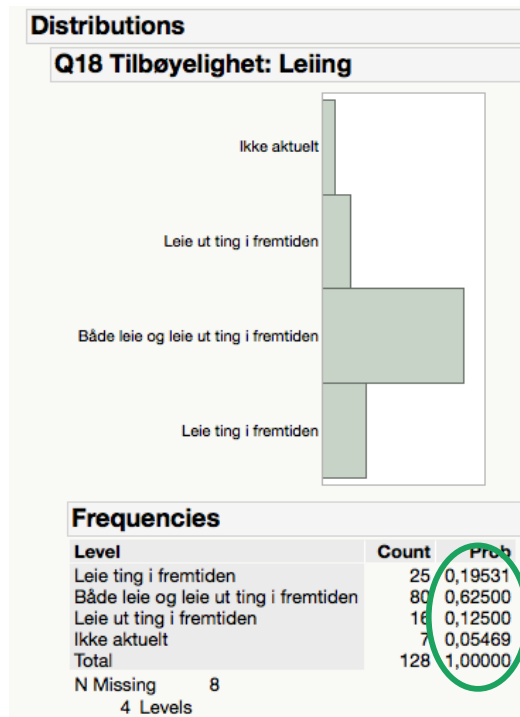 Distributions
Q18 Tilbøyelighet: Leiing
Ikke aktuelt
Leie ut ting i fremtiden
Både leie og leie ut ting i fremtiden
Leie ting i fremtiden
Frequencies
Level Count Prob
Leie ting i fremtiden 25 0,19531
Både leie og leie ut ting i fremtiden 80 0,62500
Leie ut ting i fremtiden 16 0,12500
Ikke aktuelt 7 0,05469
Total 128 1,00000
N Missing 8
4 Levels